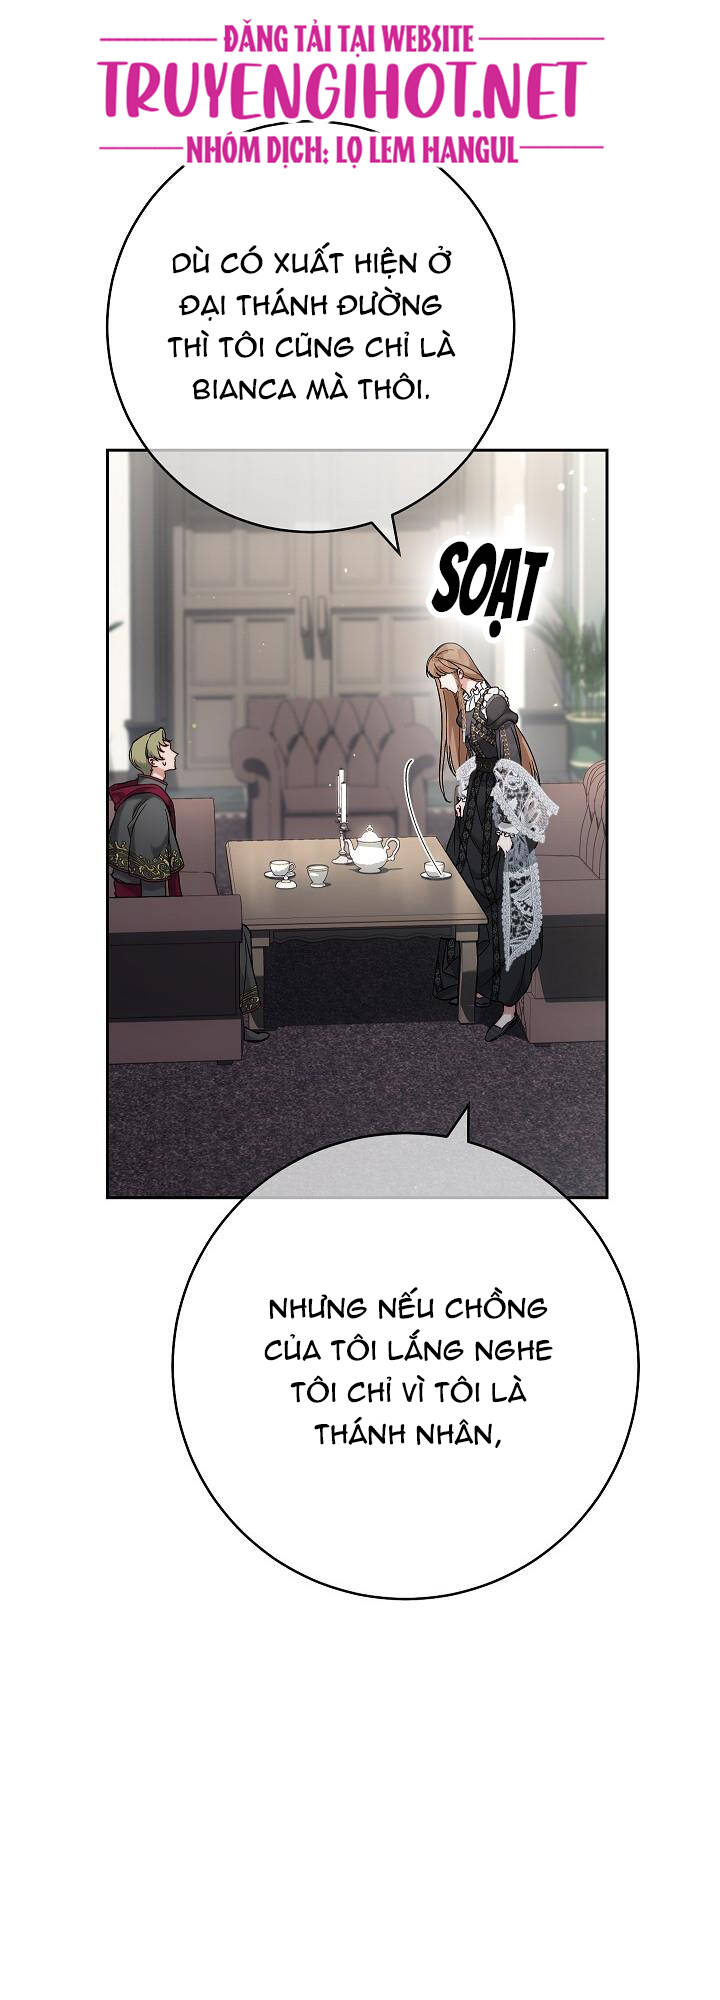 ĐĂNG TẢI TẠI WEBSITE
TRUYENGIHOT.NET
NHÓM DỊCH: LỌ LEM HANGUL
DÙ CÓ XUẤT HIỆN Ở
ĐẠI THÁNH ĐƯỜNG
THÌ TÔI CŨNG CHỈ LÀ
BIANCA MÀ THÔI.
SOẠT
NHƯNG NẾU CHỒNG
CỦA TÔI LẮNG NGHE
TÔI CHỈ VÌ TÔI LÀ
THÁNH NHÂN,